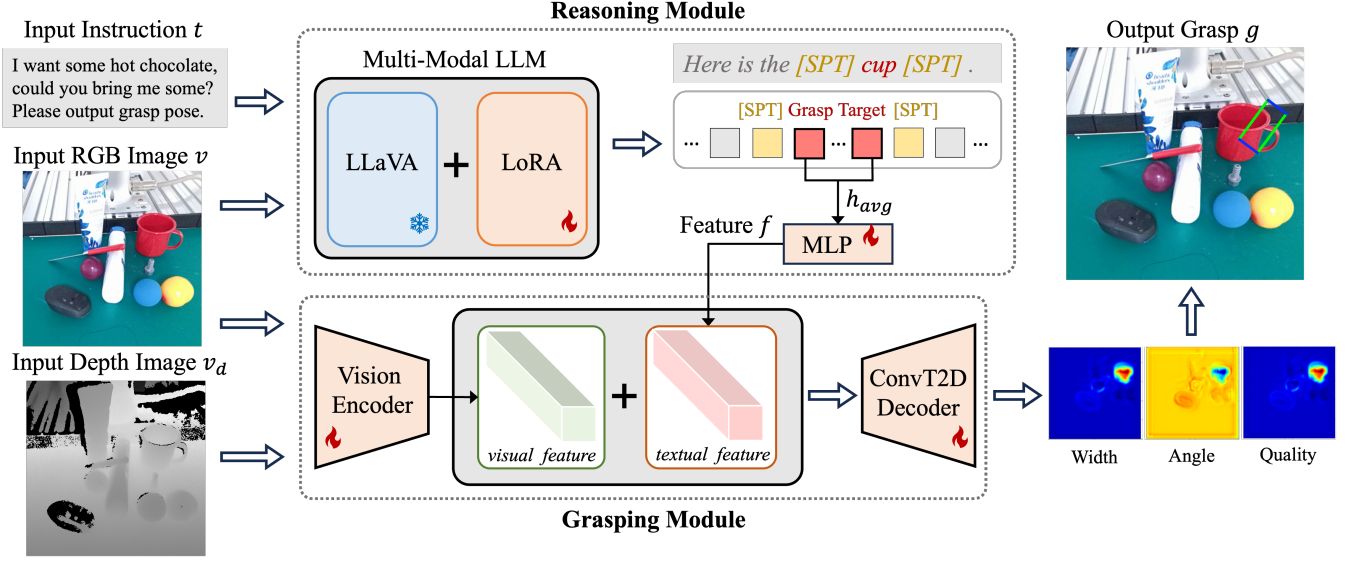 Reasoning Module
Input Instruction t
I want some hot chocolate,
could you bring me some?
Please output grasp pose.
Input RGB Image v
Input Depth Image v_d
Multi-Modal LLM
LLaVA
+
LoRA
Here is the [SPT] cup [SPT] .
[SPT] Grasp Target [SPT]
... ... ...
h_avg
Feature f
MLP
Vision
Encoder
visual feature
+
textual feature
ConvT2D
Decoder
Grasping Module
Output Grasp g
Width
Angle
Quality